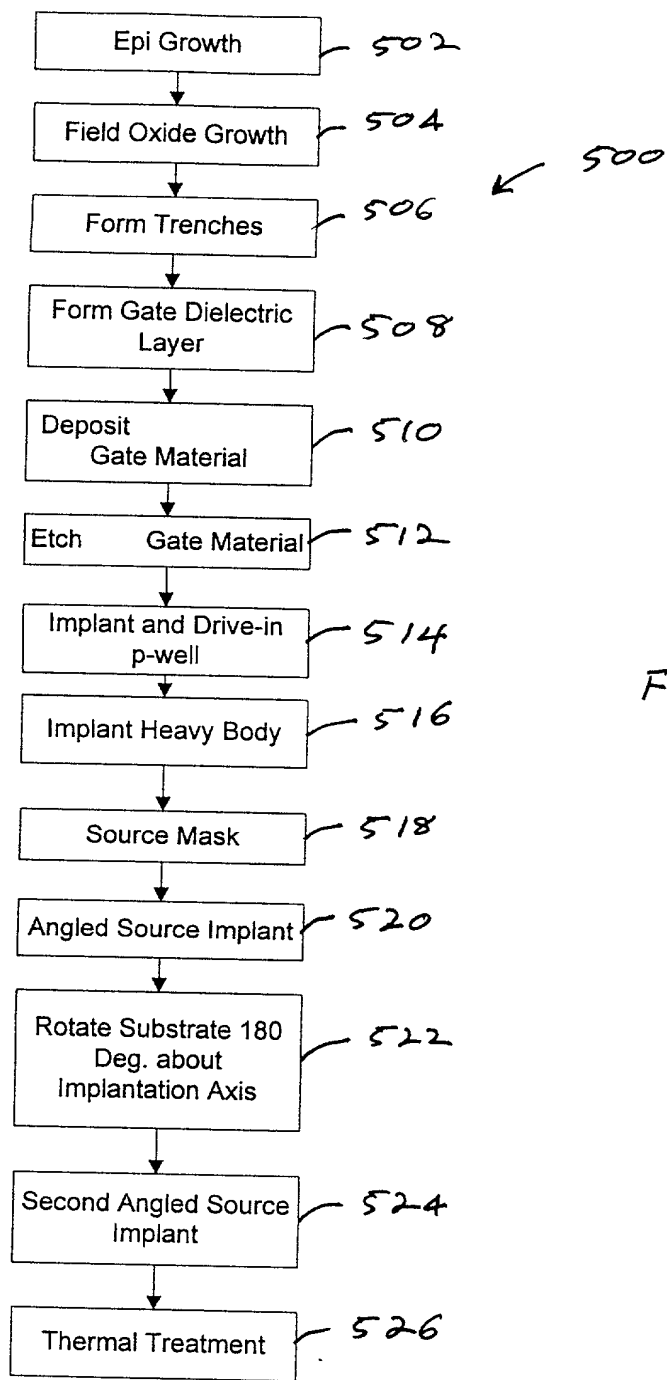 Epi Growth 502
Field Oxide Growth 504
500
Form Trenches 506
Form Gate Dielectric
Layer 508
Deposit
Gate Material 510
Etch Gate Material 512
Implant and Drive-in
p-well 514
F
Implant Heavy Body 516
Source Mask 518
Angled Source Implant 520
Rotate Substrate 180
Deg. about
Implantation Axis 522
Second Angled Source
Implant 524
Thermal Treatment 526